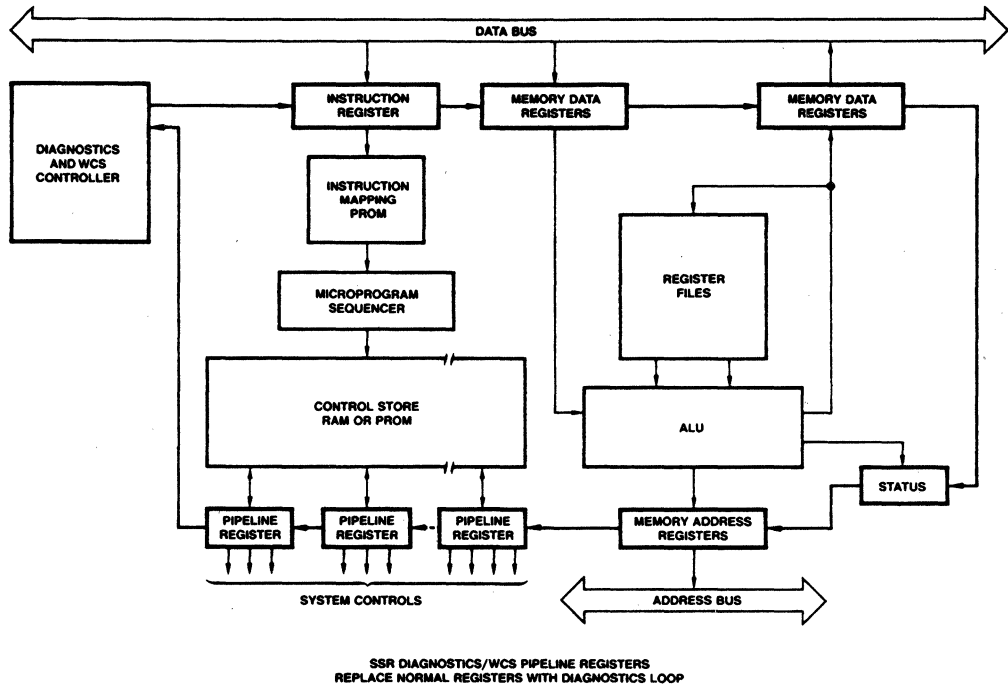 DATA BUS
DIAGNOSTICS
AND WCS
CONTROLLER
INSTRUCTION
REGISTER
MEMORY DATA
REGISTERS
MEMORY DATA
REGISTERS
INSTRUCTION
MAPPING
PROM
REGISTER
FILES
MICROPROGRAM
SEQUENCER
CONTROL STORE
RAM OR PROM
ALU
STATUS
PIPELINE
REGISTER
PIPELINE
REGISTER
PIPELINE
REGISTER
MEMORY ADDRESS
REGISTERS
SYSTEM CONTROLS
ADDRESS BUS
SSR DIAGNOSTICS/WCS PIPELINE REGISTERS
REPLACE NORMAL REGISTERS WITH DIAGNOSTICS LOOP